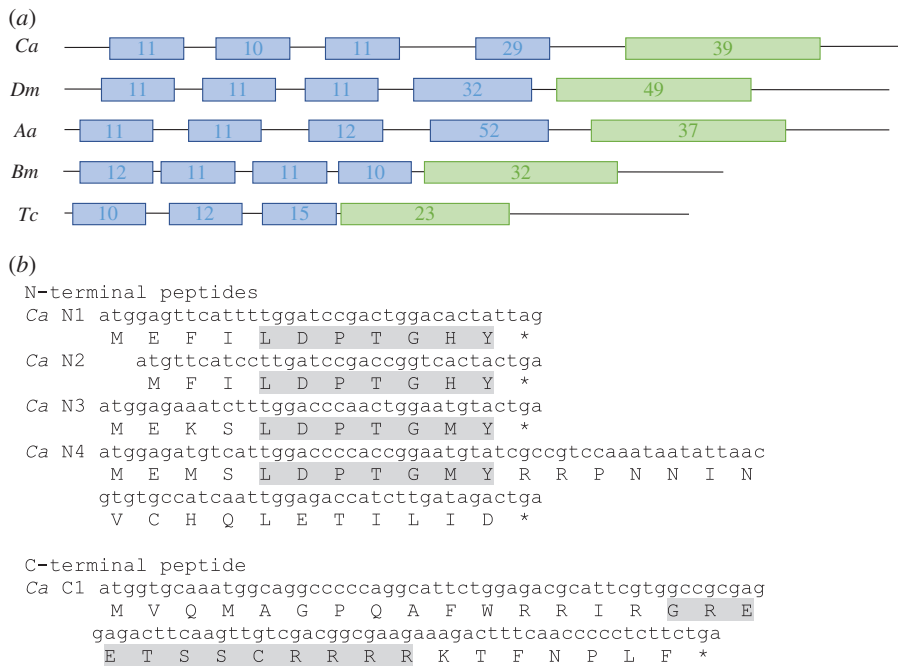 (a)
Ca 11 10 11 29 39
Dm 11 11 11 32 49
Aa 11 11 12 52 37
Bm 12 11 11 10 32
Tc 10 12 15 23
(b)
N-terminal peptides
Ca N1 atggagttcattttggatccgactggacactattag
M E F I L D P T G H Y *
Ca N2 atgttcatccttgatccgaccggtcactactga
M F I L D P T G H Y *
Ca N3 atggagaaatctttggacccaactggaatgtactga
M E K S L D P T G M Y *
Ca N4 atggagatgtcattggaccccaccggaatgtatcgccgtccaaataatattaac
M E M S L D P T G M Y R R P N N I N
gtgtgccatcaattggagaccatcttgatagactga
V C H Q L E T I L I D *
C-terminal peptide
Ca C1 atggtgcaaatggcaggcccccaggcattctggagacgcattcgtggccgcgag
M V Q M A G P Q A F W R R I R G R E
gagacttcaagttgtcgacggcgaagaaagactttcaaccccctcttctga
E T S S C R R R R K T F N P L F *